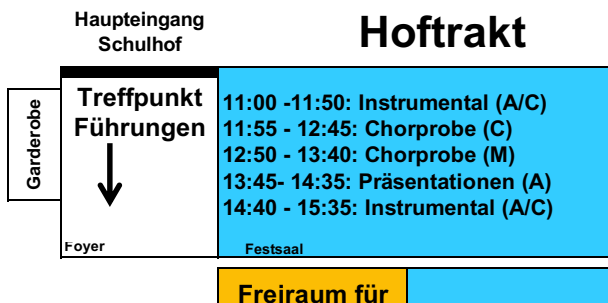 Haupteingang
Schulhof
Hoftrakt
Garderobe
Treffpunkt
Führungen
11:00 -11:50: Instrumental (A/C)
11:55 - 12:45: Chorprobe (C)
12:50 - 13:40: Chorprobe (M)
13:45- 14:35: Präsentationen (A)
14:40 - 15:35: Instrumental (A/C)
Foyer
Festsaal
Freiraum für